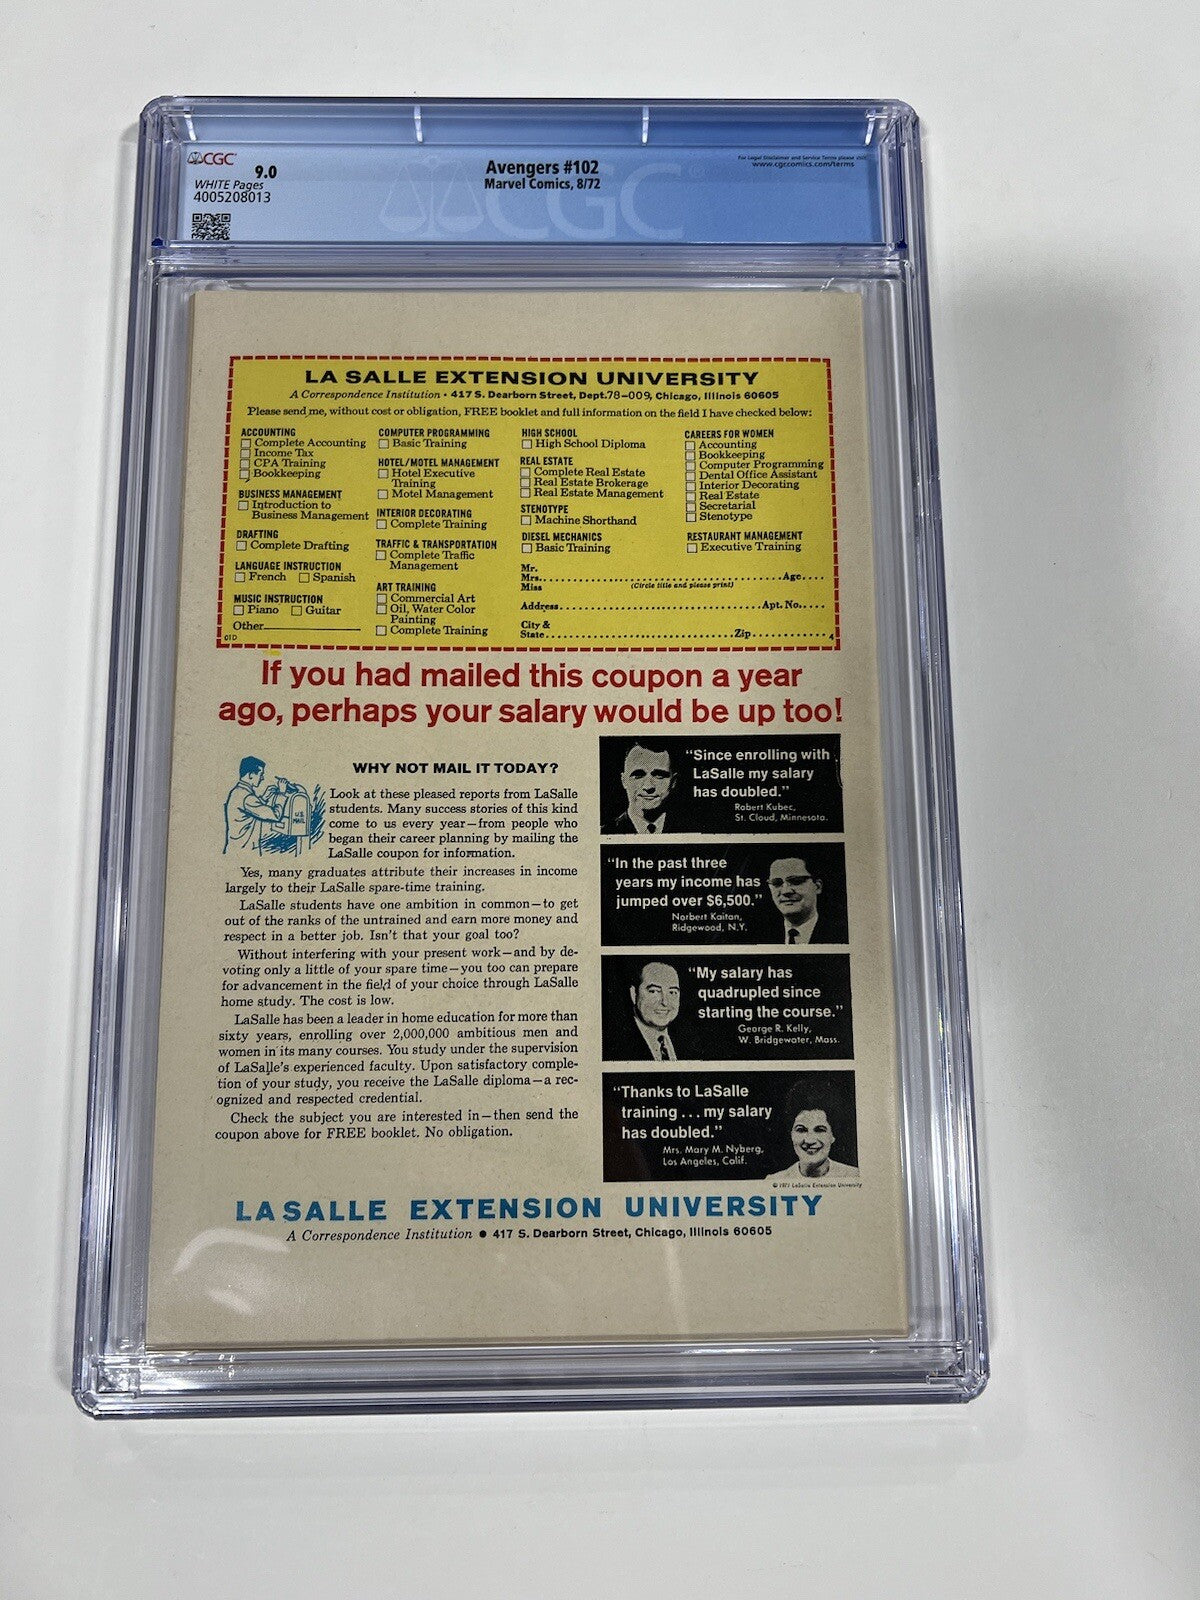 CGC
9.0
WHITE Pages
4005208013
Avengers #102
Marvel Comics, 8/72
For Legal Disclaimer and Service Terms please visit
www.cgccomics.com/terms
CGC
LA SALLE EXTENSION UNIVERSITY
A Correspondence Institution • 417 S. Dearborn Street, Dept.78-009, Chicago, Illinois 60605
Please send me, without cost or obligation, FREE booklet and full information on the field I have checked below:
ACCOUNTING
Complete Accounting
Income Tax
CPA Training
Bookkeeping
BUSINESS MANAGEMENT
Introduction to
Business Management
DRAFTING
Complete Drafting
LANGUAGE INSTRUCTION
French Spanish
MUSIC INSTRUCTION
Piano Guitar
Other
01D
COMPUTER PROGRAMMING
Basic Training
HOTEL/MOTEL MANAGEMENT
Hotel Executive
Training
Motel Management
INTERIOR DECORATING
Complete Training
TRAFFIC & TRANSPORTATION
Complete Traffic
Management
ART TRAINING
Commercial Art
Oil, Water Color
Painting
Complete Training
HIGH SCHOOL
High School Diploma
REAL ESTATE
Complete Real Estate
Real Estate Brokerage
Real Estate Management
STENOTYPE
Machine Shorthand
DIESEL MECHANICS
Basic Training
CAREERS FOR WOMEN
Accounting
Bookkeeping
Computer Programming
Dental Office Assistant
Interior Decorating
Real Estate
Secretarial
Stenotype
RESTAURANT MANAGEMENT
Executive Training
Mr.
Mrs. Age
Miss (Circle title and please print)
Address Apt. No.
City &
State Zip 4
If you had mailed this coupon a year
ago, perhaps your salary would be up too!
WHY NOT MAIL IT TODAY?
U.S.
MAIL
Look at these pleased reports from LaSalle
students. Many success stories of this kind
come to us every year—from people who
began their career planning by mailing the
LaSalle coupon for information.
Yes, many graduates attribute their increases in income
largely to their LaSalle spare-time training.
LaSalle students have one ambition in common—to get
out of the ranks of the untrained and earn more money and
respect in a better job. Isn't that your goal too?
Without interfering with your present work—and by de-
voting only a little of your spare time—you too can prepare
for advancement in the field of your choice through LaSalle
home study. The cost is low.
LaSalle has been a leader in home education for more than
sixty years, enrolling over 2,000,000 ambitious men and
women in its many courses. You study under the supervision
of LaSalle's experienced faculty. Upon satisfactory comple-
tion of your study, you receive the LaSalle diploma—a rec-
ognized and respected credential.
Check the subject you are interested in—then send the
coupon above for FREE booklet. No obligation.
"Since enrolling with
LaSalle my salary
has doubled."
Robert Kubec,
St. Cloud, Minnesota.
"In the past three
years my income has
jumped over $6,500."
Norbert Kaitan,
Ridgewood, N.Y.
"My salary has
quadrupled since
starting the course."
George R. Kelly,
W. Bridgewater, Mass.
"Thanks to LaSalle
training... my salary
has doubled."
Mrs. Mary M. Nyberg,
Los Angeles, Calif.
© 1971 LaSalle Extension University
LASALLE EXTENSION UNIVERSITY
A Correspondence Institution • 417 S. Dearborn Street, Chicago, Illinois 60605